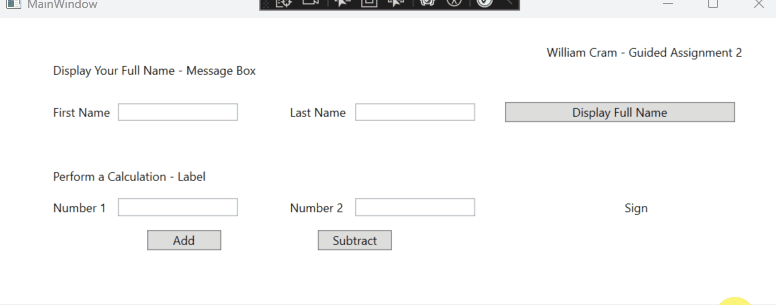 MainWindow
William Cram - Guided Assignment 2
Display Your Full Name - Message Box
First Name
Last Name
Display Full Name
Perform a Calculation - Label
Number 1
Number 2
Sign
Add
Subtract